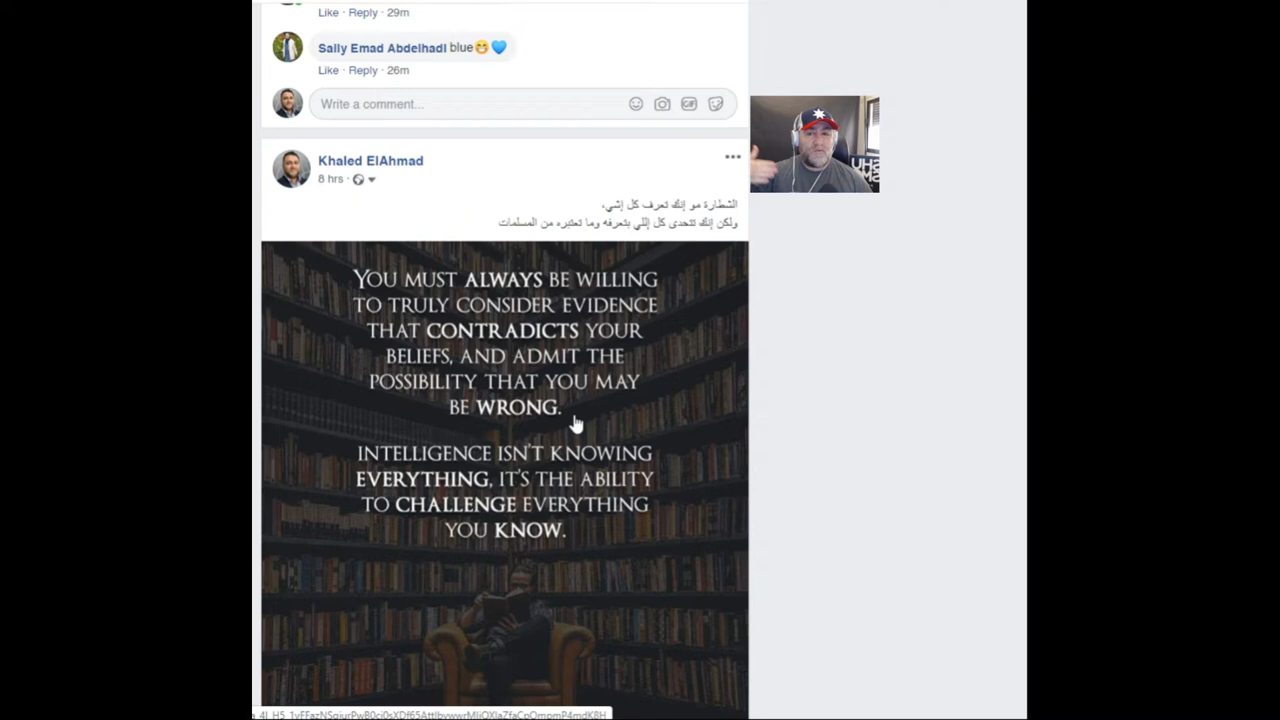 Like · Reply · 29m
Sally Emad Abdelhadi blue😁💙
Like · Reply · 26m
Write a comment...
GIF
Khaled ElAhmad
8 hrs ·
الشطارة مو إنك تعرف كل إشي،
ولكن إنك تتحدى كل إللي بتعرفه وما تعتبره من المسلمات
YOU MUST ALWAYS BE WILLING
TO TRULY CONSIDER EVIDENCE
THAT CONTRADICTS YOUR
BELIEFS, AND ADMIT THE
POSSIBILITY THAT YOU MAY
BE WRONG.
INTELLIGENCE ISN'T KNOWING
EVERYTHING, IT'S THE ABILITY
TO CHALLENGE EVERYTHING
YOU KNOW.